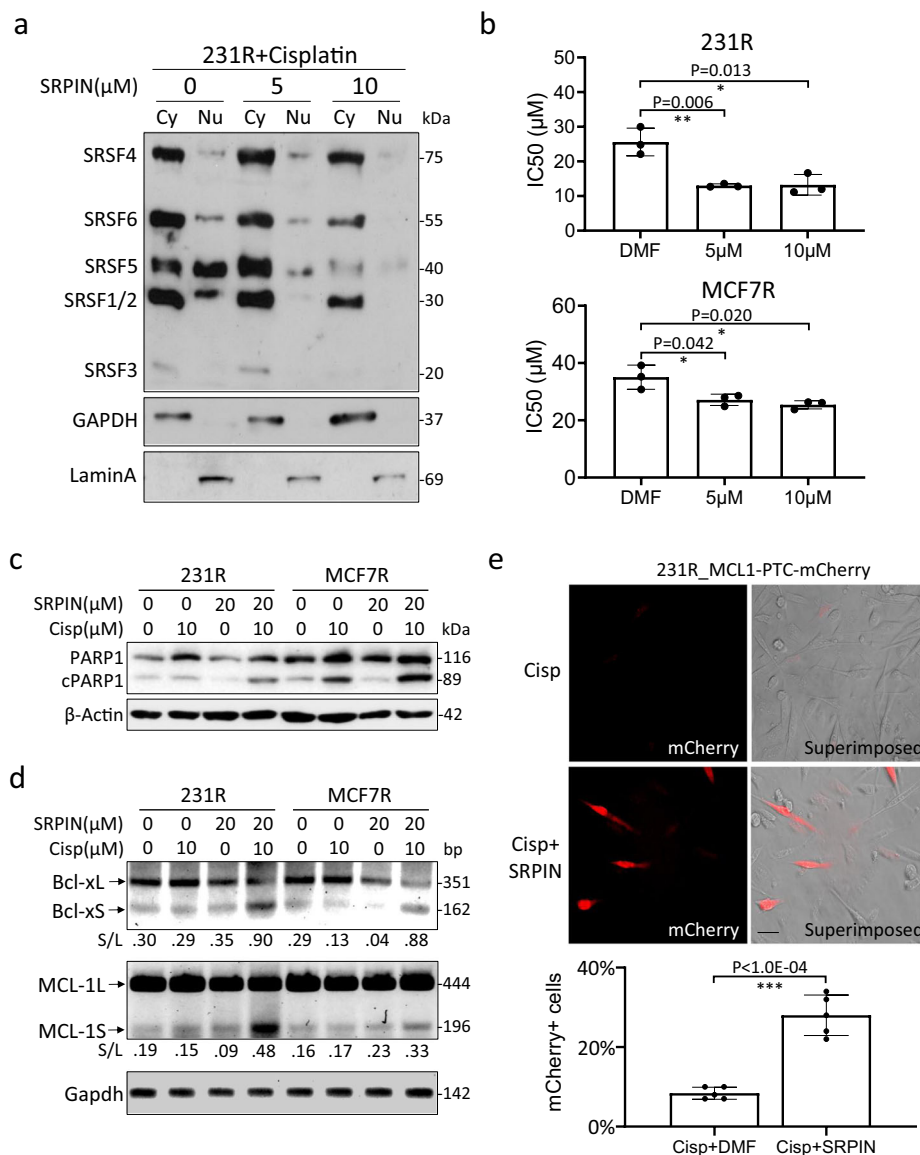 a
231R+Cisplatin
SRPIN(μM) 0 5 10
Cy Nu Cy Nu Cy Nu kDa
SRSF4 -75
SRSF6 -55
SRSF5 -40
SRSF1/2 -30
SRSF3 -20
GAPDH -37
LaminA -69
b
231R
P=0.013
*
P=0.006
**
IC50 (μM)
50
40
30
20
10
0
DMF 5μM 10μM
MCF7R
P=0.020
*
P=0.042
*
IC50 (μM)
60
40
20
0
DMF 5μM 10μM
c
231R MCF7R
SRPIN(μM) 0 0 20 20 0 0 20 20
Cisp(μM) 0 10 0 10 0 10 0 10 kDa
PARP1 -116
cPARP1 -89
β-Actin -42
d
231R MCF7R
SRPIN(μM) 0 0 20 20 0 0 20 20
Cisp(μM) 0 10 0 10 0 10 0 10 bp
Bcl-xL -351
Bcl-xS -162
S/L .30 .29 .35 .90 .29 .13 .04 .88
MCL-1L -444
MCL-1S -196
S/L .19 .15 .09 .48 .16 .17 .23 .33
Gapdh -142
e
231R_MCL1-PTC-mCherry
Cisp
mCherry Superimposed
Cisp+
SRPIN
mCherry Superimposed
P<1.0E-04
***
mCherry+ cells
40%
20%
0%
Cisp+DMF Cisp+SRPIN